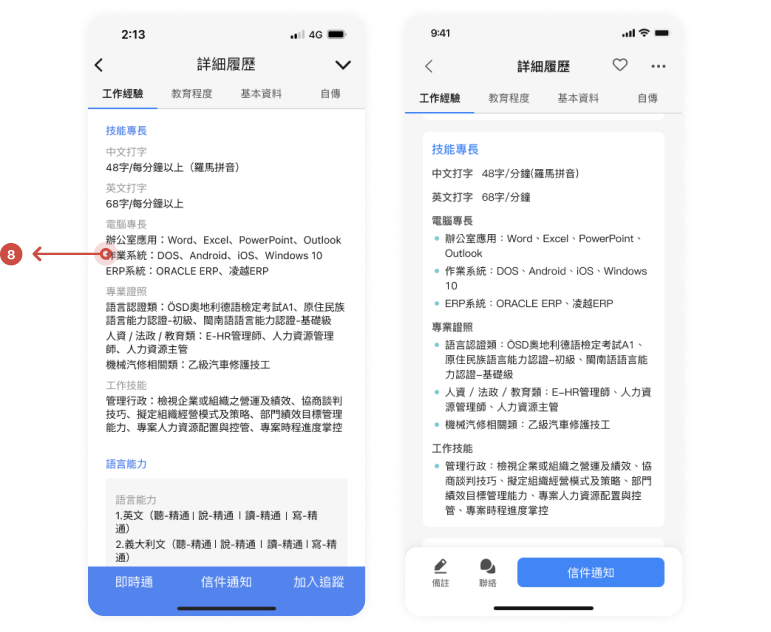 2:13
4G
詳細履歷
工作經驗
教育程度
基本資料
自傳
技能專長
中文打字
48字/每分鐘以上（羅馬拼音）
英文打字
68字/每分鐘以上
電腦專長
辦公室應用：Word、Excel、PowerPoint、Outlook
作業系統：DOS、Android、iOS、Windows 10
ERP系統：ORACLE ERP、凌越ERP
專業證照
語言認證類：ÖSD奧地利德語檢定考試A1、原住民族
語言能力認證-初級、閩南語語言能力認證-基礎級
人資 / 法政 / 教育類：E-HR管理師、人力資源管理
師、人力資源主管
機械汽修相關類：乙級汽車修護技工
工作技能
管理行政：檢視企業或組織之營運及績效、協商談判
技巧、擬定組織經營模式及策略、部門績效目標管理
能力、專案人力資源配置與控管、專案時程進度掌控
語言能力
語言能力
1.英文（聽-精通 | 說-精通 | 讀-精通 | 寫-精
通）
2.義大利文（聽-精通 | 說-精通 | 讀-精通 | 寫-精
通）
即時通
信件通知
加入追蹤
8
9:41
詳細履歷
工作經驗
教育程度
基本資料
自傳
技能專長
中文打字 48字/分鐘(羅馬拼音)
英文打字 68字/分鐘
電腦專長
辦公室應用：Word、Excel、PowerPoint、
Outlook
作業系統：DOS、Android、iOS、Windows
10
ERP系統：ORACLE ERP、凌越ERP
專業證照
語言認證類：ÖSD奧地利德語檢定考試A1、
原住民族語言能力認證–初級、閩南語語言能
力認證–基礎級
人資 / 法政 / 教育類：E–HR管理師、人力資
源管理師、人力資源主管
機械汽修相關類：乙級汽車修護技工
工作技能
管理行政：檢視企業或組織之營運及績效、協
商談判技巧、擬定組織經營模式及策略、部門
績效目標管理能力、專案人力資源配置與控
管、專案時程進度掌控
備註
聯絡
信件通知